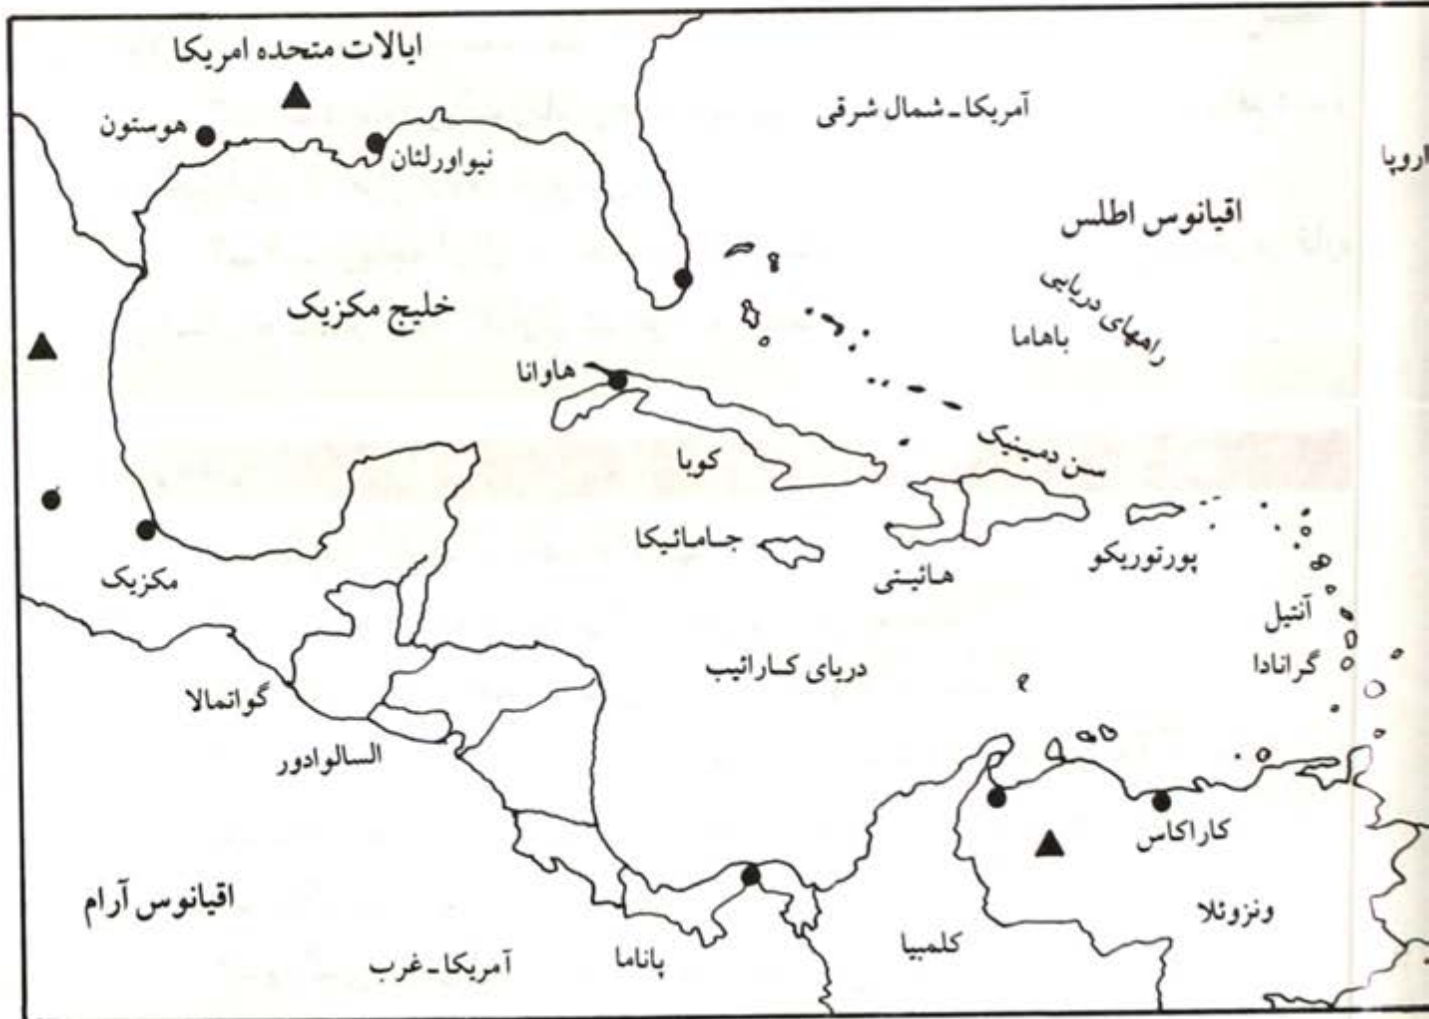 ایالات متحده امریکا
آمریکا ـ شمال شرقی
هوستون
نیواورلئان
اروپا
اقیانوس اطلس
راههای دریایی
باهاما
خلیج مکزیک
هاوانا
کوبا
سن دمینیک
جامائیکا
هائیتی
پورتوریکو
مکزیک
آنتیل
گرانادا
دریای کارائیب
گواتمالا
السالوادور
کاراکاس
ونزوئلا
اقیانوس آرام
کلمبیا
پاناما
آمریکا ـ غرب